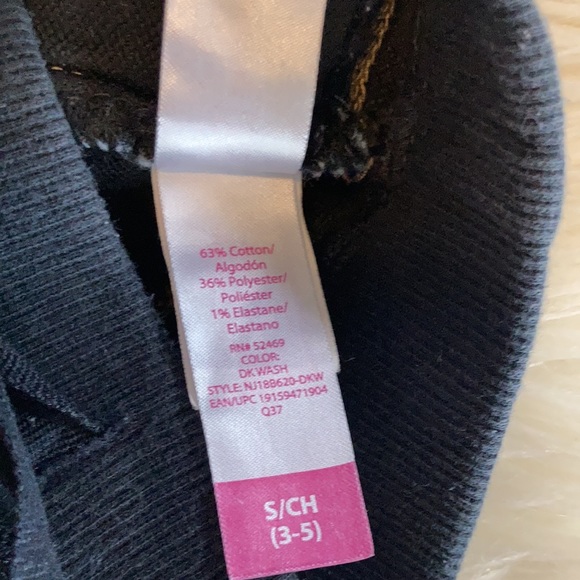 63% Cotton/
Algodón
36% Polyester/
Poliéster
1% Elastane/
Elastano
RN# 52469
COLOR:
DK WASH
STYLE: NJ18B620-DKW
EAN/UPC 19159471904
Q37
S/CH
(3-5)